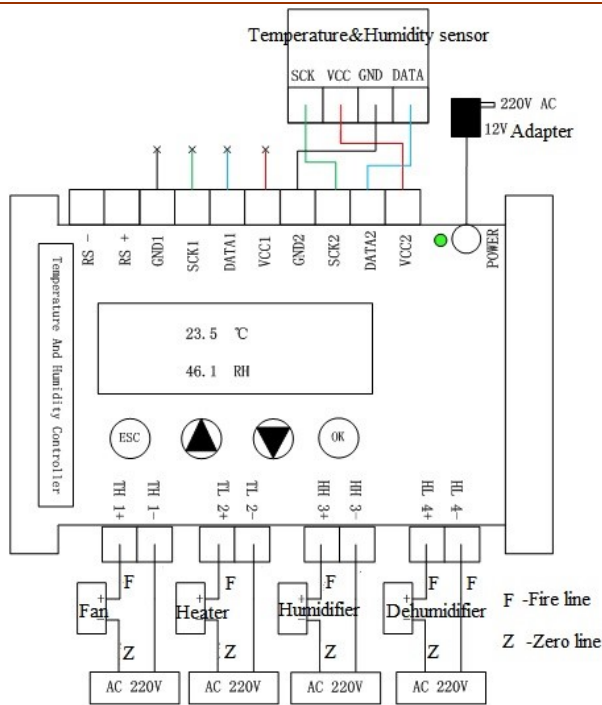 Temperature&Humidity sensor
SCK VCC GND DATA
220V AC
12V Adapter
RS - RS + GND1 SCK1 DATA1 VCC1 GND2 SCK2 DATA2 VCC2 POWER
Temperature And Humidity Controller
23.5 ℃
46.1 RH
ESC OK
TH 1+ TH 1- TL 2+ TL 2- HH 3+ HH 3- HL 4+ HL 4-
F F F F F
F -Fire line
+ + + +
Fan Heater Humidifier Dehumidifier
- - - -
Z -Zero line
Z Z Z Z
AC 220V AC 220V AC 220V AC 220V